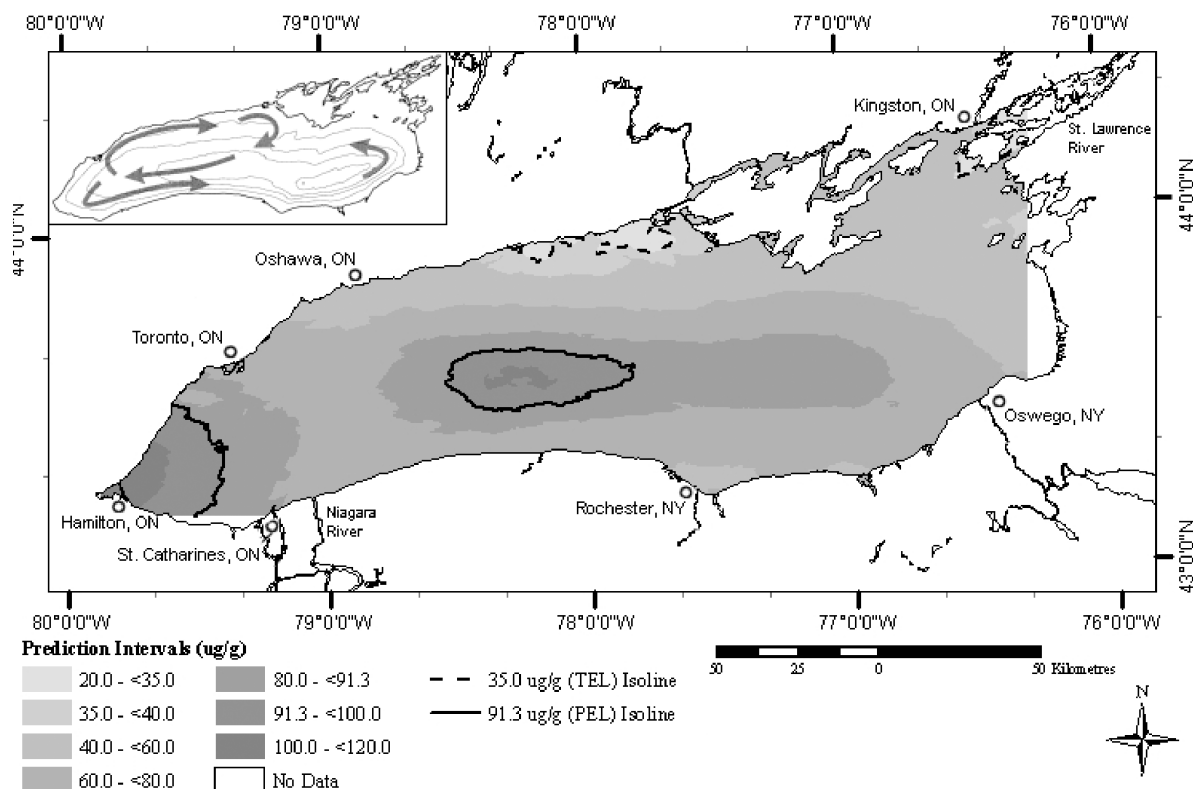 80°0'0"W 79°0'0"W 78°0'0"W 77°0'0"W 76°0'0"W
Kingston, ON
St. Lawrence
River
44°0'0"N
44°0'0"N
Oshawa, ON
Toronto, ON
Oswego, NY
Rochester, NY
Niagara
River
Hamilton, ON
St. Catharines, ON
43°0'0"N
80°0'0"W 79°0'0"W 78°0'0"W 77°0'0"W 76°0'0"W
Prediction Intervals (ug/g)
20.0 - <35.0
35.0 - <40.0
40.0 - <60.0
60.0 - <80.0
80.0 - <91.3
91.3 - <100.0
100.0 - <120.0
No Data
35.0 ug/g (TEL) Isoline
91.3 ug/g (PEL) Isoline
50 25 0 50 Kilometres
N